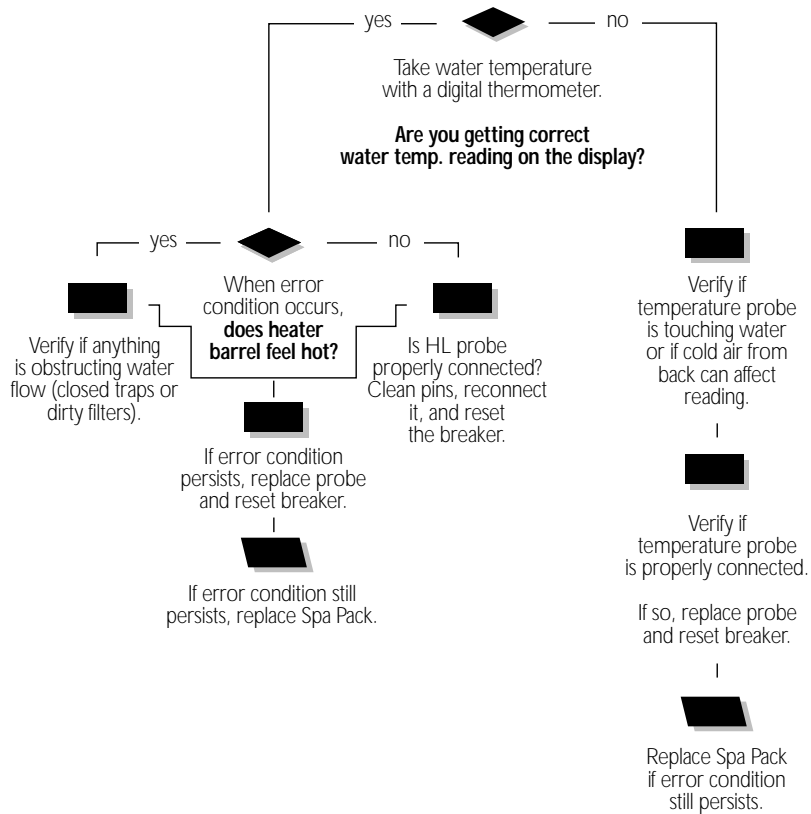 yes
no
Take water temperature
with a digital thermometer.
Are you getting correct
water temp. reading on the display?
yes
no
When error
condition occurs,
does heater
barrel feel hot?
Verify if anything
is obstructing water
flow (closed traps or
dirty filters).
Is HL probe
properly connected?
Clean pins, reconnect
it, and reset
the breaker.
If error condition
persists, replace probe
and reset breaker.
If error condition still
persists, replace Spa Pack.
Verify if
temperature probe
is touching water
or if cold air from
back can affect
reading.
Verify if
temperature probe
is properly connected.
If so, replace probe
and reset breaker.
Replace Spa Pack
if error condition
still persists.